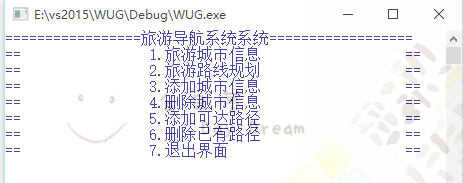 E:\vs2015\WUG\Debug\WUG.exe
=================旅游导航系统系统==================
== 1.旅游城市信息 ==
== 2.旅游路线规划 ==
== 3.添加城市信息 ==
== 4.删除城市信息 ==
== 5.添加可达路径 ==
== 6.删除已有路径 ==
== 7.退出界面 ==